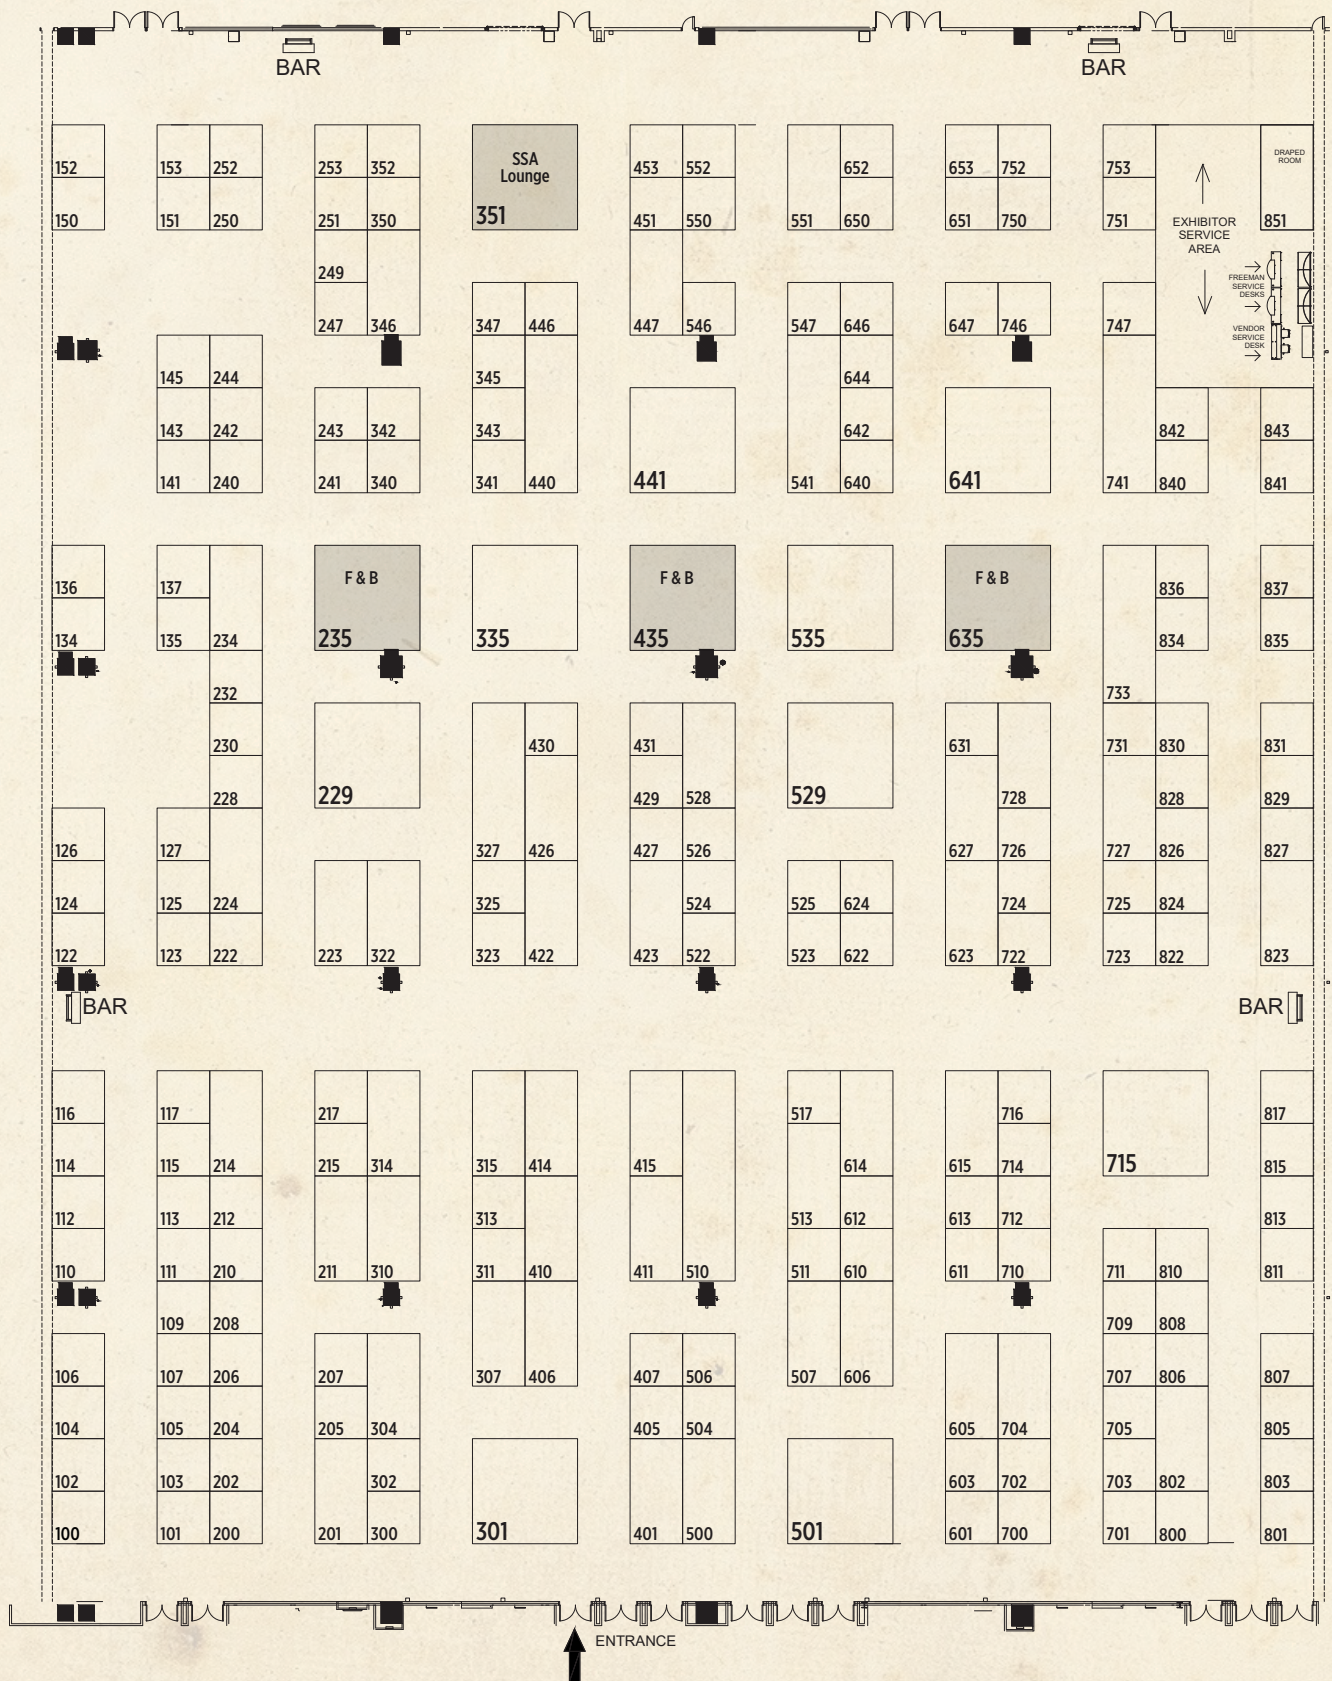 BAR BAR
152 153 252 253 352 SSA Lounge 453 552 652 653 752 753 DRAPED ROOM
150 151 250 251 350 351 451 550 551 650 651 750 751 851
EXHIBITOR
SERVICE
AREA
249
FREEMAN
SERVICE
DESKS
247 346 347 446 447 546 547 646 647 746 747
VENDOR
SERVICE
DESK
145 244 345 644
143 242 243 342 343 642 842 843
141 240 241 340 341 440 441 541 640 641 741 840 841
F & B F & B F & B
136 137 836 837
134 135 234 235 335 435 535 635 834 835
232 733
230 430 431 631 731 830 831
228 229 429 528 529 728 828 829
126 127 327 426 427 526 627 726 727 826 827
124 125 224 325 524 525 624 724 725 824
122 123 222 223 322 323 422 423 522 523 622 623 722 723 822 823
BAR BAR
116 117 217 517 716 817
114 115 214 215 314 315 414 415 614 615 714 715 815
112 113 212 313 513 612 613 712 813
110 111 210 211 310 311 410 411 510 511 610 611 710 711 810 811
109 208 709 808
106 107 206 207 307 406 407 506 507 606 707 806 807
104 105 204 205 304 405 504 605 704 705 805
102 103 202 302 603 702 703 802 803
100 101 200 201 300 301 401 500 501 601 700 701 800 801
ENTRANCE